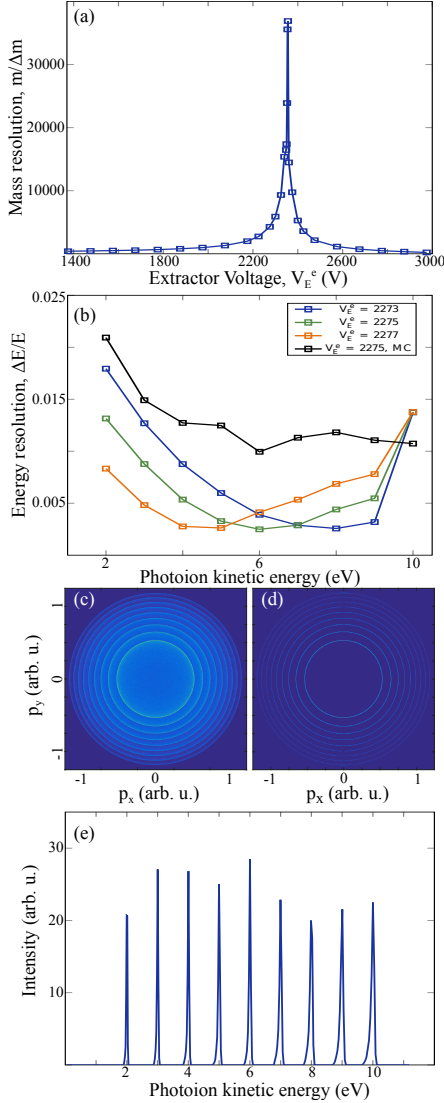 (a)
Mass resolution, m/Δm
30000
20000
10000
1400 1800 2200 2600 3000
Extractor Voltage, V_E^e (V)
(b)
Energy resolution, ΔE/E
0.025
0.015
0.005
V_E^e = 2273
V_E^e = 2275
V_E^e = 2277
V_E^e = 2275, MC
2 4 6 8 10
Photoion kinetic energy (eV)
(c)
(d)
p_y (arb. u.)
1
0
-1
-1 0 1
-1 0 1
p_x (arb. u.)
p_x (arb. u.)
(e)
Intensity (arb. u.)
30
20
10
2 4 6 8 10
Photoion kinetic energy (eV)